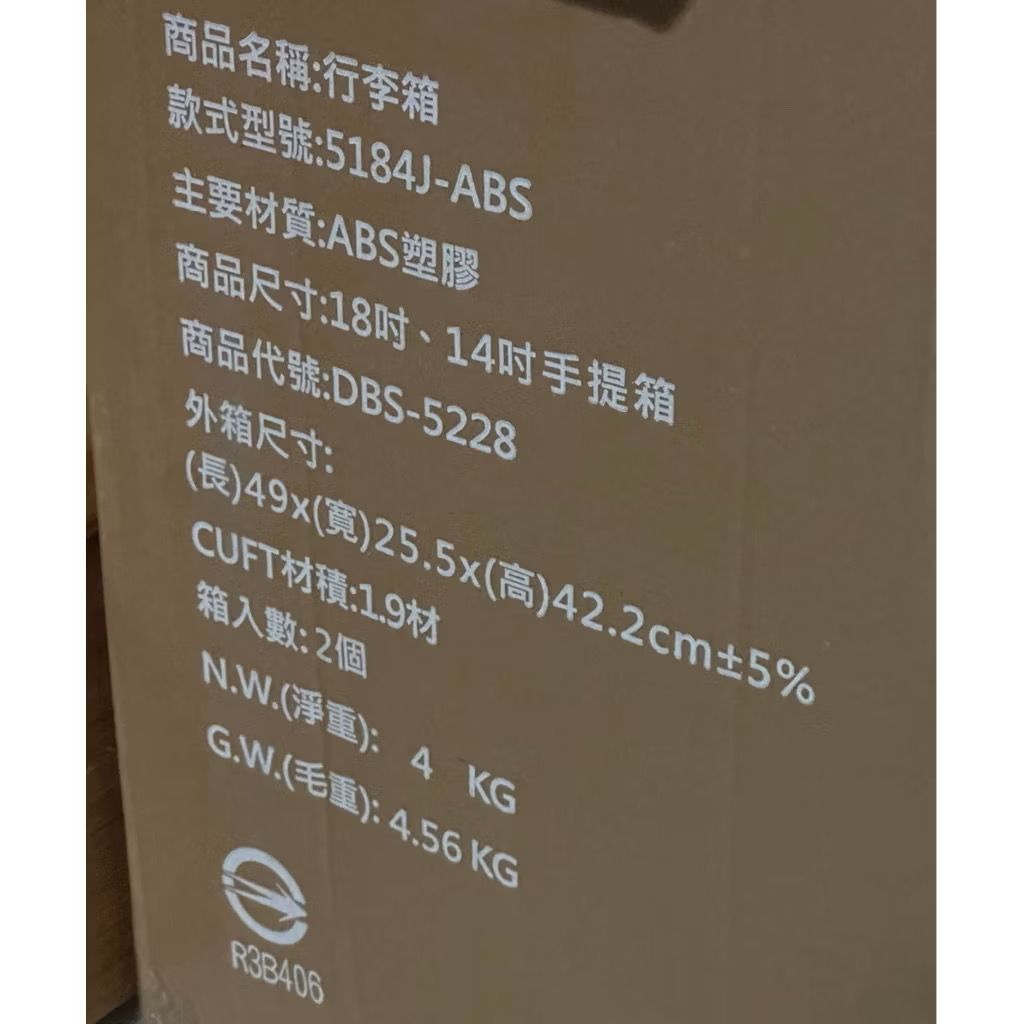 商品名稱:行李箱
款式型號:5184J-ABS
主要材質:ABS塑膠
商品尺寸:18吋、14吋手提箱
商品代號:DBS-5228
外箱尺寸:
(長)49x(寬)25.5x(高)42.2cm±5%
CUFT材積:1.9材
箱入數:2個
N.W.(淨重): 4 KG
G.W.(毛重): 4.56 KG
R3B406